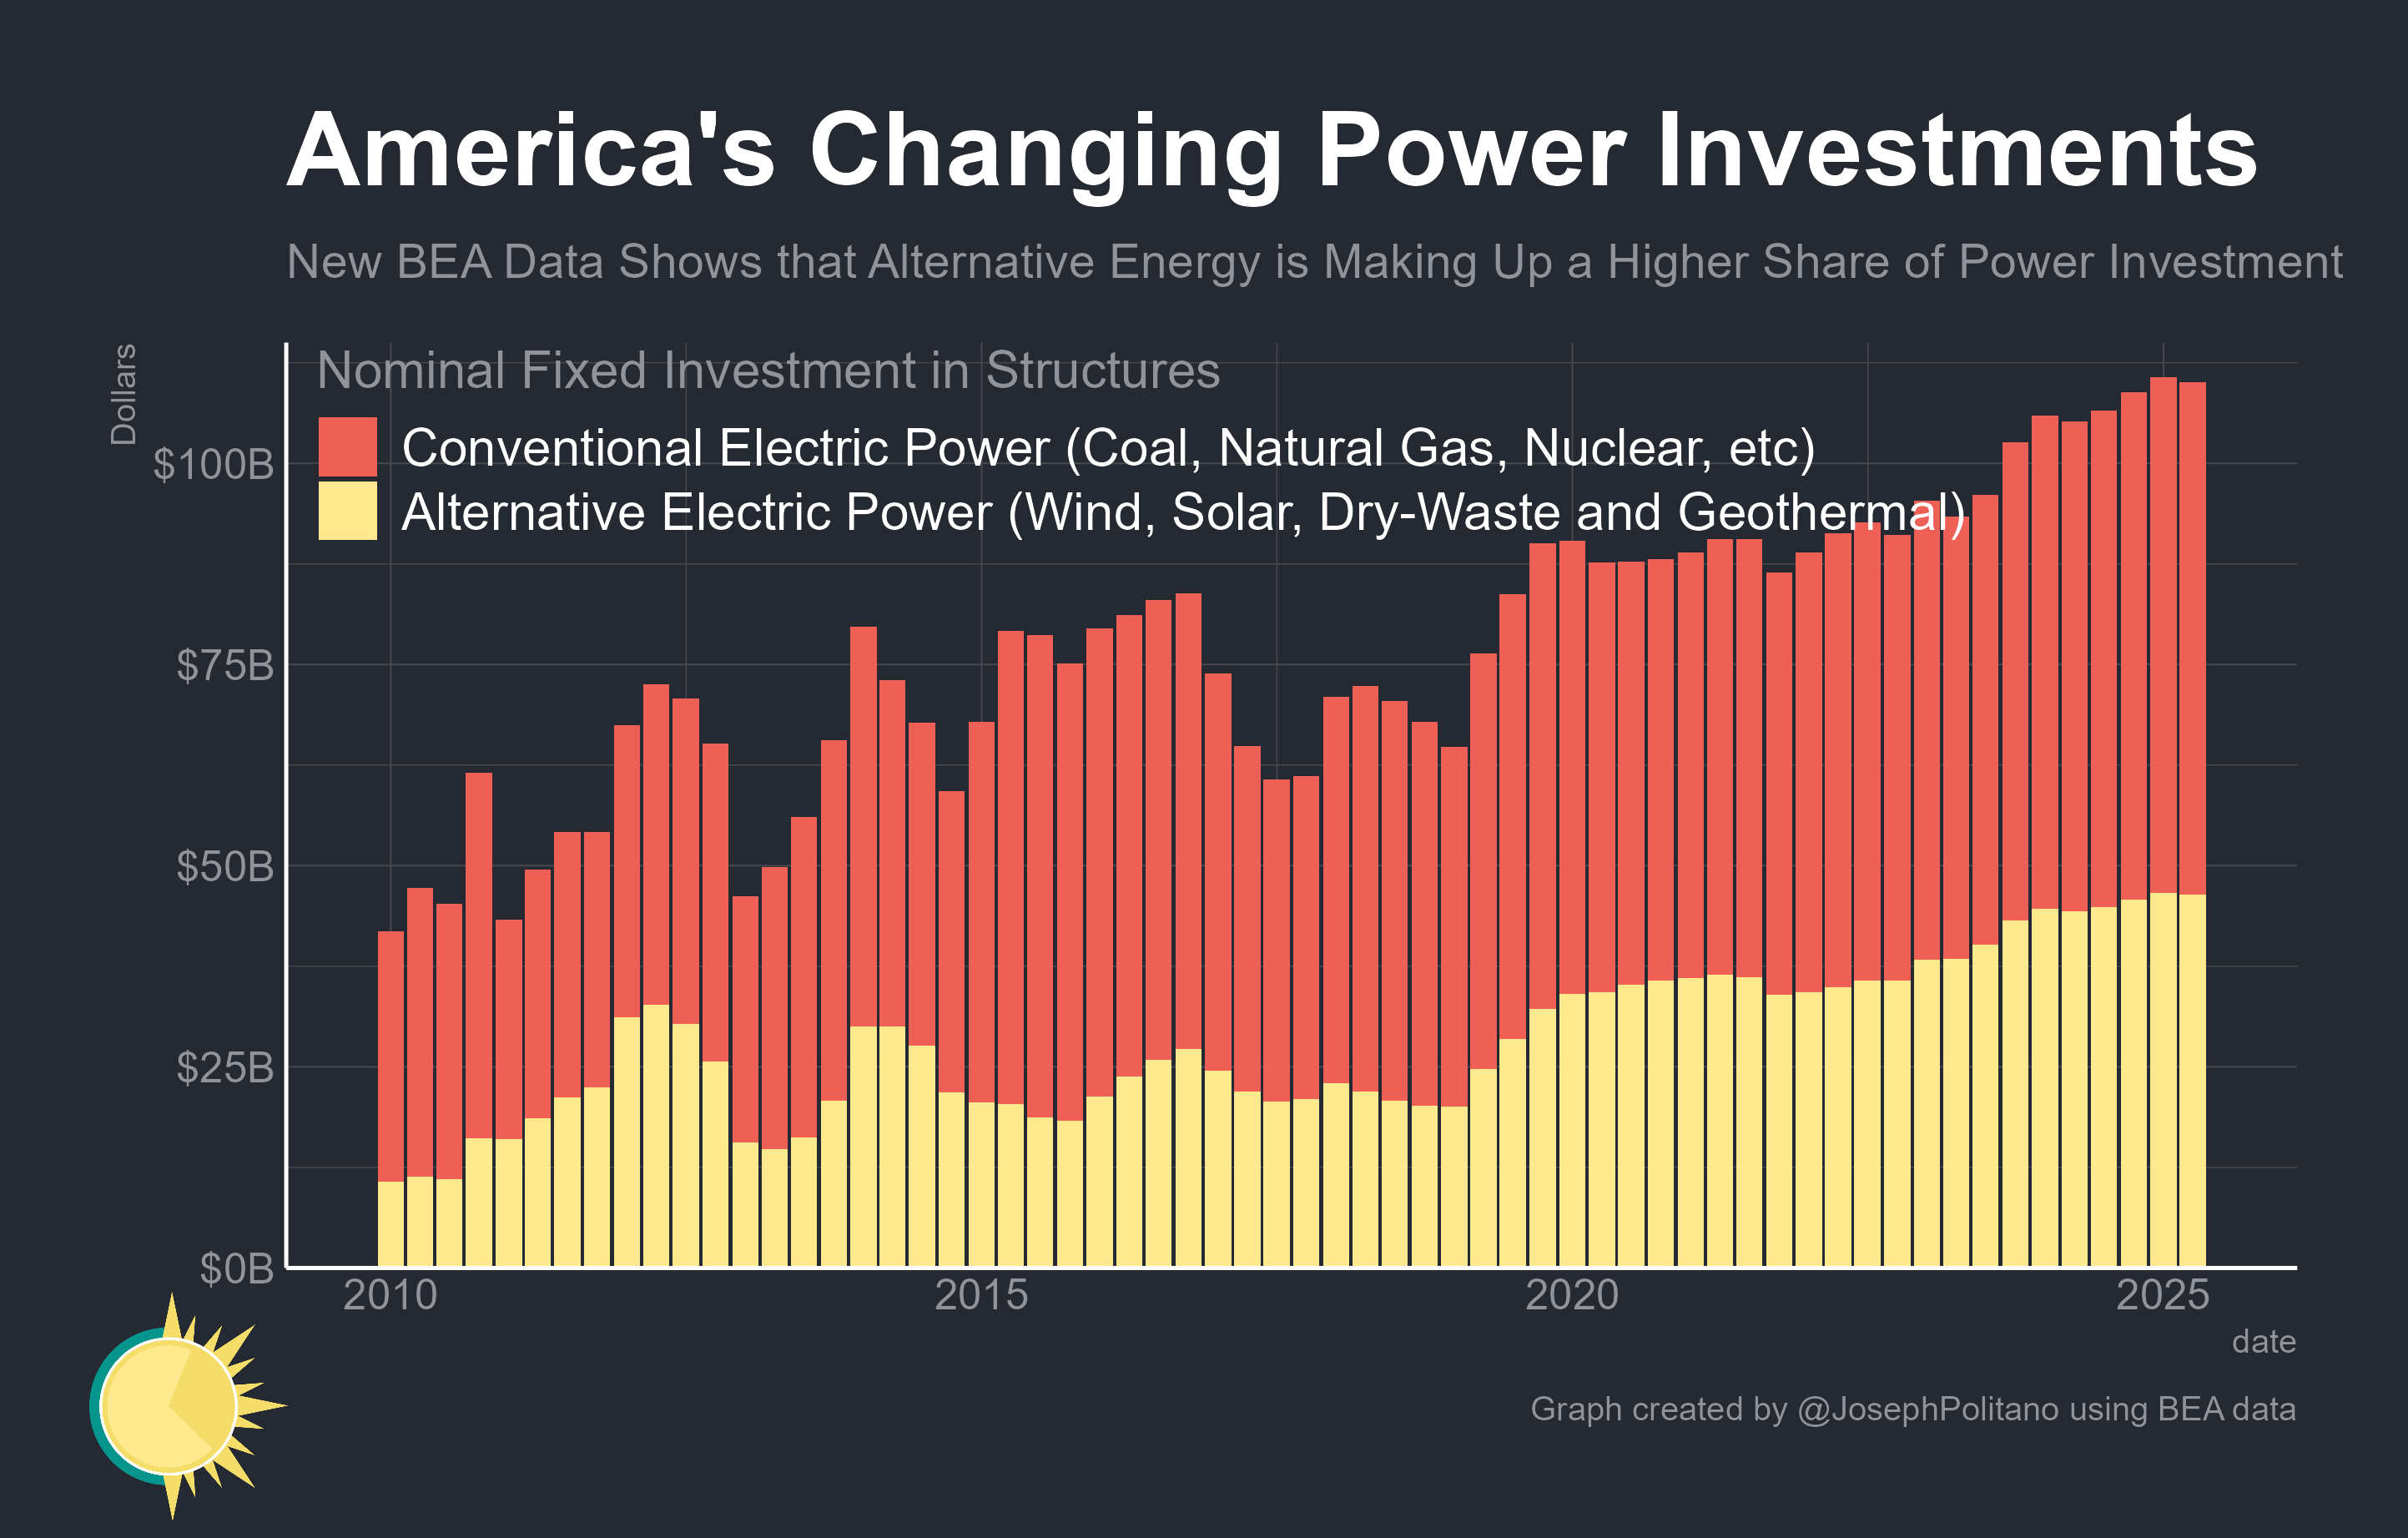 America's Changing Power Investments
New BEA Data Shows that Alternative Energy is Making Up a Higher Share of Power Investment
Dollars
Nominal Fixed Investment in Structures
Conventional Electric Power (Coal, Natural Gas, Nuclear, etc)
Alternative Electric Power (Wind, Solar, Dry-Waste and Geothermal)
$100B
$75B
$50B
$25B
$0B
2010 2015 2020 2025
date
Graph created by @JosephPolitano using BEA data